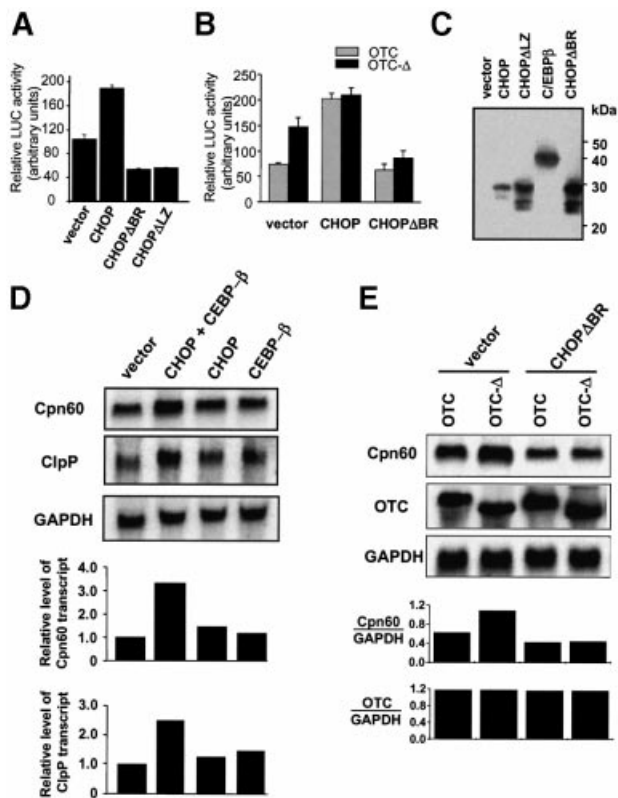 A
Relative LUC activity
(arbitrary units)
200
160
120
80
40
0
vector
CHOP
CHOPΔBR
CHOPΔLZ
B
OTC
OTC-Δ
Relative LUC activity
(arbitrary units)
250
200
150
100
50
0
vector CHOP CHOPΔBR
C
vector
CHOP
CHOPΔLZ
C/EBPβ
CHOPΔBR
kDa
50
40
30
20
D
vector
CHOP + CEBP-β
CHOP
CEBP-β
Cpn60
ClpP
GAPDH
Relative level of
Cpn60 transcript
4.0
3.0
2.0
1.0
0
Relative level of
ClpP transcript
3.0
2.0
1.0
0
E
vector CHOPΔBR
OTC
OTC-Δ
OTC
OTC-Δ
Cpn60
OTC
GAPDH
Cpn60
GAPDH
1.2
0.8
0.4
0
OTC
GAPDH
1.2
0.8
0.4
0